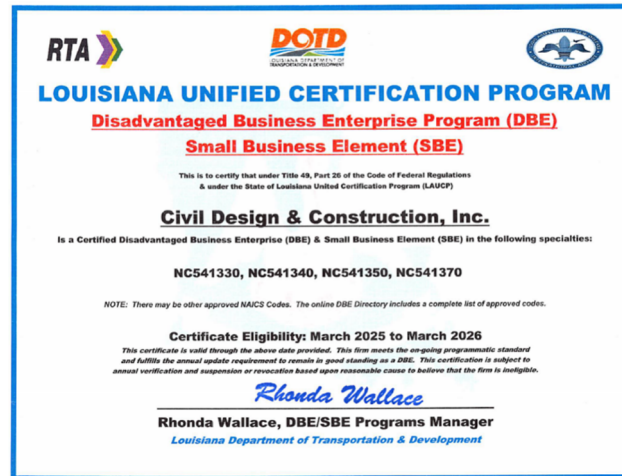 RTA
DOTD
LOUISIANA DEPARTMENT OF
TRANSPORTATION & DEVELOPMENT
LOUISIANA UNIFIED CERTIFICATION PROGRAM
Disadvantaged Business Enterprise Program (DBE)
Small Business Element (SBE)
This is to certify that under Title 49, Part 26 of the Code of Federal Regulations
& under the State of Louisiana United Certification Program (LAUCP)
Civil Design & Construction, Inc.
Is a Certified Disadvantaged Business Enterprise (DBE) & Small Business Element (SBE) in the following specialties:
NC541330, NC541340, NC541350, NC541370
NOTE: There may be other approved NAICS Codes. The online DBE Directory includes a complete list of approved codes.
Certificate Eligibility: March 2025 to March 2026
This certificate is valid through the above date provided. This firm meets the on-going programmatic standard
and fulfills the annual update requirement to remain in good standing as a DBE. This certification is subject to
annual verification and suspension or revocation based upon reasonable cause to believe that the firm is ineligible.
Rhonda Wallace
Rhonda Wallace, DBE/SBE Programs Manager
Louisiana Department of Transportation & Development